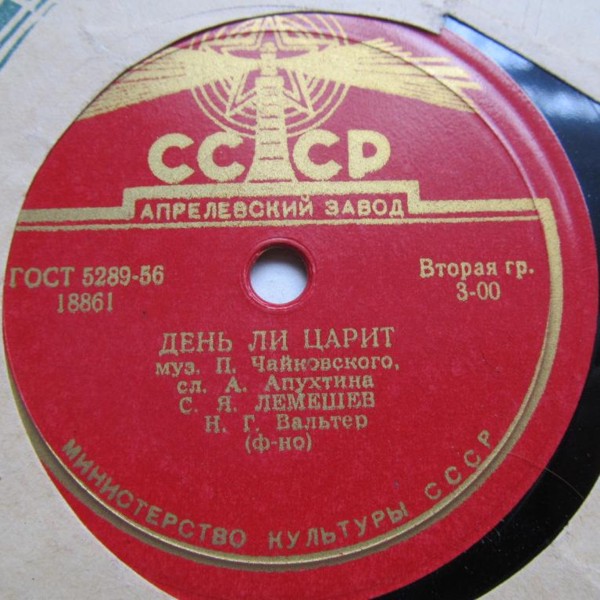 СССР
АПРЕЛЕВСКИЙ ЗАВОД
ГОСТ 5289-56
18861
Вторая гр.
3-00
ДЕНЬ ЛИ ЦАРИТ
муз. П. Чайковского,
сл. А. Апухтина
С. Я. ЛЕМЕШЕВ
Н. Г. Вальтер
(ф-но)
МИНИСТЕРСТВО КУЛЬТУРЫ СССР